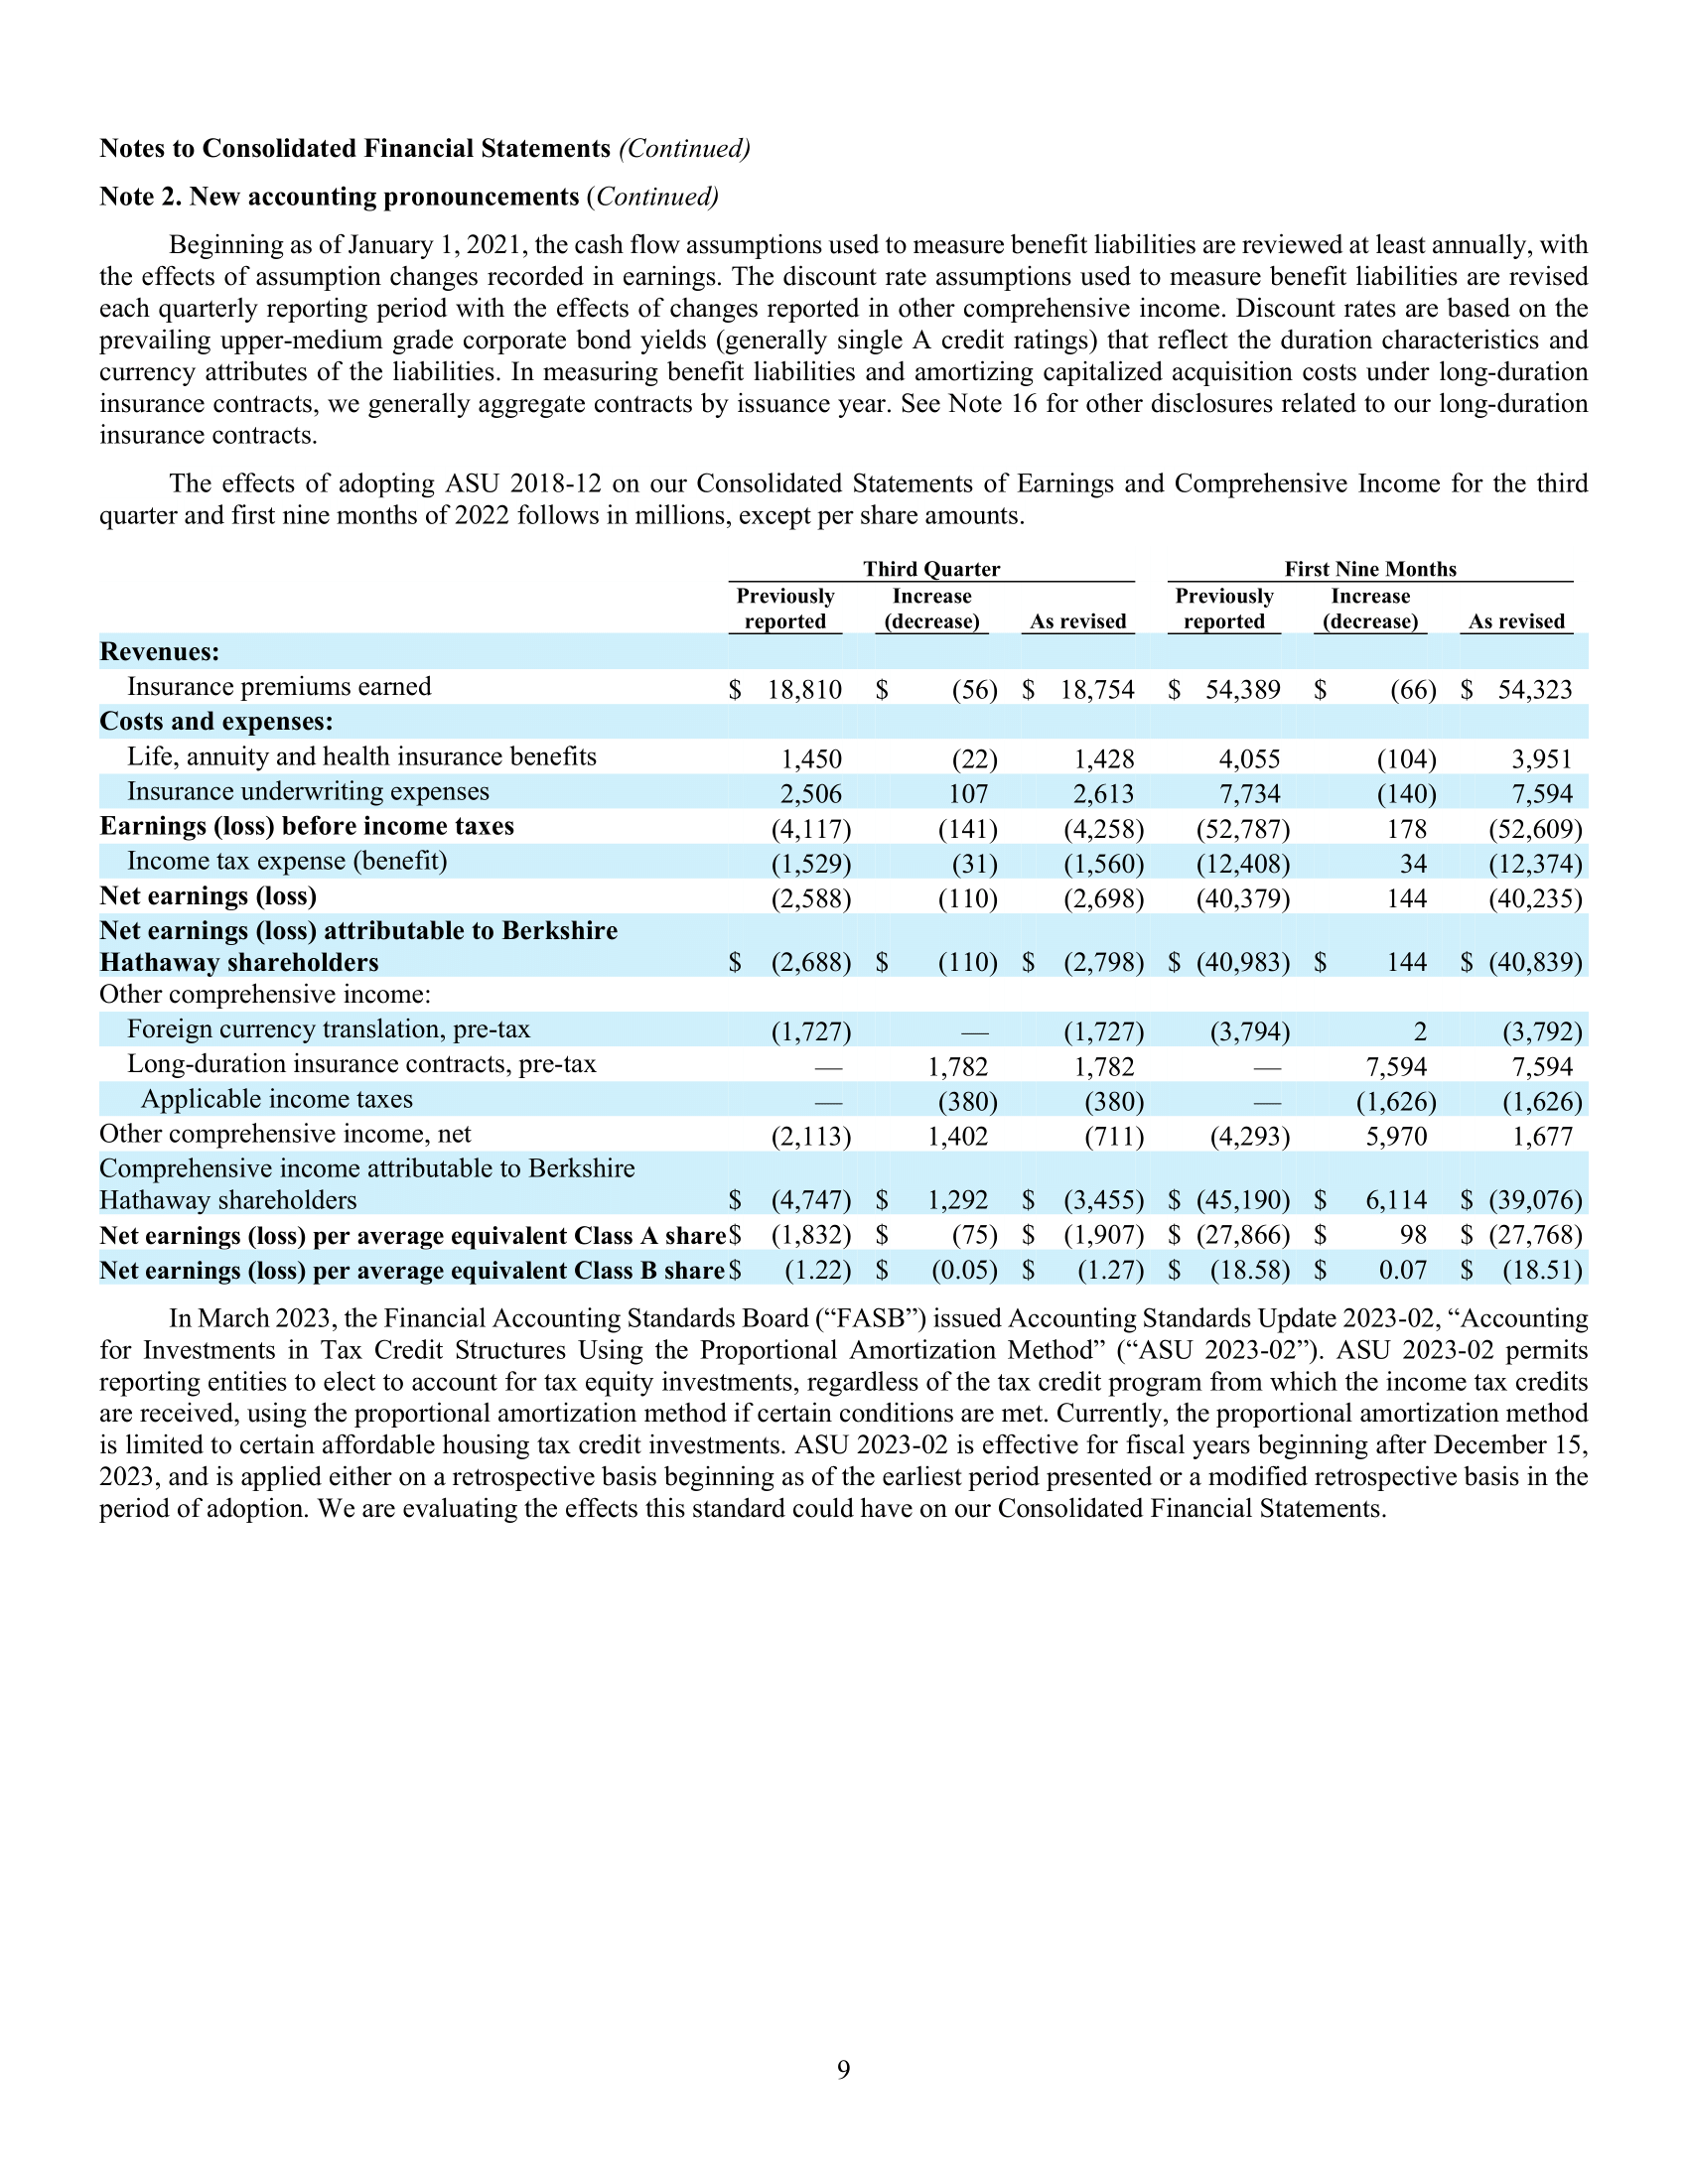 Notes to Consolidated Financial Statements (Continued)
Note 2. New accounting pronouncements (Continued)
Beginning as of January 1, 2021, the cash flow assumptions used to measure benefit liabilities are reviewed at least annually, with
the effects of assumption changes recorded in earnings. The discount rate assumptions used to measure benefit liabilities are revised
each quarterly reporting period with the effects of changes reported in other comprehensive income. Discount rates are based on the
prevailing upper-medium grade corporate bond yields (generally single A credit ratings) that reflect the duration characteristics and
currency attributes of the liabilities. In measuring benefit liabilities and amortizing capitalized acquisition costs under long-duration
insurance contracts, we generally aggregate contracts by issuance year. See Note 16 for other disclosures related to our long-duration
insurance contracts.
The effects of adopting ASU 2018-12 on our Consolidated Statements of Earnings and Comprehensive Income for the third
quarter and first nine months of 2022 follows in millions, except per share amounts.
Third Quarter First Nine Months
Previously Increase Previously Increase
reported (decrease) As revised reported (decrease) As revised
Revenues:
Insurance premiums earned $ 18,810 $ (56) $ 18,754 $ 54,389 $ (66) $ 54,323
Costs and expenses:
Life, annuity and health insurance benefits 1,450 (22) 1,428 4,055 (104) 3,951
Insurance underwriting expenses 2,506 107 2,613 7,734 (140) 7,594
Earnings (loss) before income taxes (4,117) (141) (4,258) (52,787) 178 (52,609)
Income tax expense (benefit) (1,529) (31) (1,560) (12,408) 34 (12,374)
Net earnings (loss) (2,588) (110) (2,698) (40,379) 144 (40,235)
Net earnings (loss) attributable to Berkshire
Hathaway shareholders $ (2,688) $ (110) $ (2,798) $ (40,983) $ 144 $ (40,839)
Other comprehensive income:
Foreign currency translation, pre-tax (1,727) — (1,727) (3,794) 2 (3,792)
Long-duration insurance contracts, pre-tax — 1,782 1,782 — 7,594 7,594
Applicable income taxes — (380) (380) — (1,626) (1,626)
Other comprehensive income, net (2,113) 1,402 (711) (4,293) 5,970 1,677
Comprehensive income attributable to Berkshire
Hathaway shareholders $ (4,747) $ 1,292 $ (3,455) $ (45,190) $ 6,114 $ (39,076)
Net earnings (loss) per average equivalent Class A share $ (1,832) $ (75) $ (1,907) $ (27,866) $ 98 $ (27,768)
Net earnings (loss) per average equivalent Class B share $ (1.22) $ (0.05) $ (1.27) $ (18.58) $ 0.07 $ (18.51)
In March 2023, the Financial Accounting Standards Board (“FASB”) issued Accounting Standards Update 2023-02, “Accounting
for Investments in Tax Credit Structures Using the Proportional Amortization Method” (“ASU 2023-02”). ASU 2023-02 permits
reporting entities to elect to account for tax equity investments, regardless of the tax credit program from which the income tax credits
are received, using the proportional amortization method if certain conditions are met. Currently, the proportional amortization method
is limited to certain affordable housing tax credit investments. ASU 2023-02 is effective for fiscal years beginning after December 15,
2023, and is applied either on a retrospective basis beginning as of the earliest period presented or a modified retrospective basis in the
period of adoption. We are evaluating the effects this standard could have on our Consolidated Financial Statements.
9